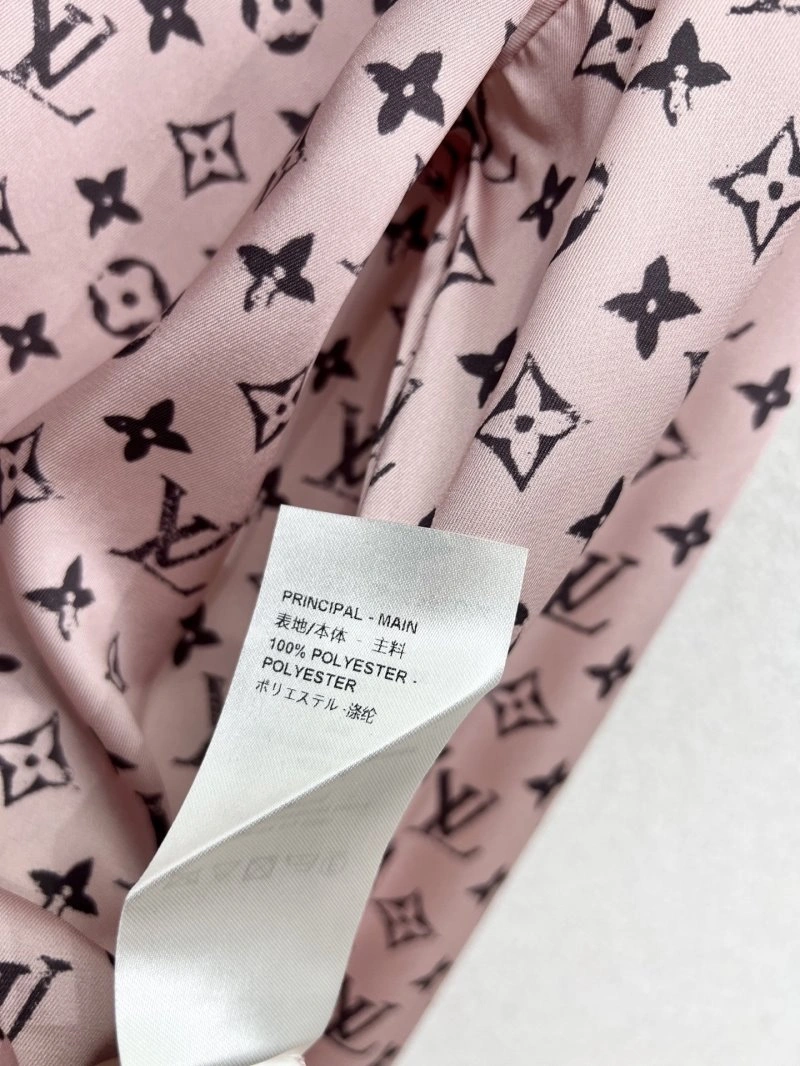 PRINCIPAL - MAIN
表地/本体 - 主料
100% POLYESTER -
POLYESTER
ポリエステル -涤纶